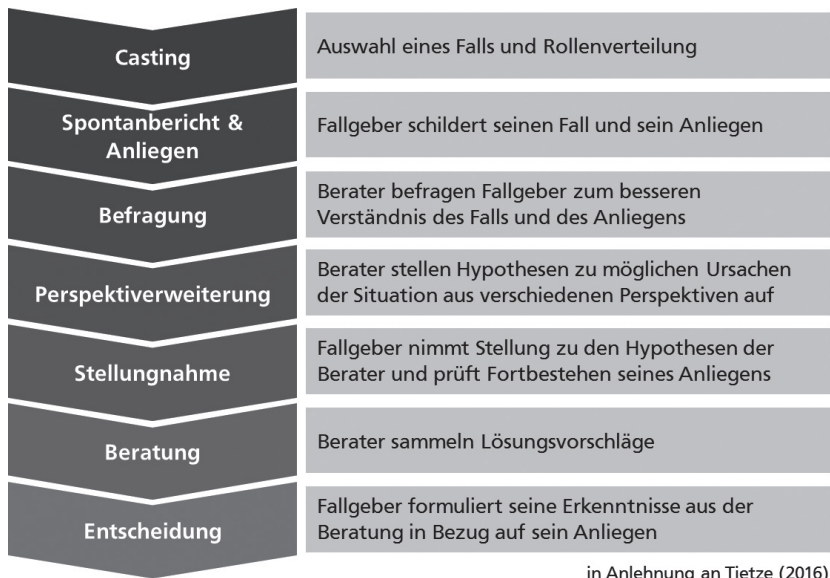 Casting
Auswahl eines Falls und Rollenverteilung
Spontanbericht &
Anliegen
Fallgeber schildert seinen Fall und sein Anliegen
Befragung
Berater befragen Fallgeber zum besseren
Verständnis des Falls und des Anliegens
Perspektiverweiterung
Berater stellen Hypothesen zu möglichen Ursachen
der Situation aus verschiedenen Perspektiven auf
Stellungnahme
Fallgeber nimmt Stellung zu den Hypothesen der
Berater und prüft Fortbestehen seines Anliegens
Beratung
Berater sammeln Lösungsvorschläge
Entscheidung
Fallgeber formuliert seine Erkenntnisse aus der
Beratung in Bezug auf sein Anliegen
in Anlehnung an Tietze (2016)